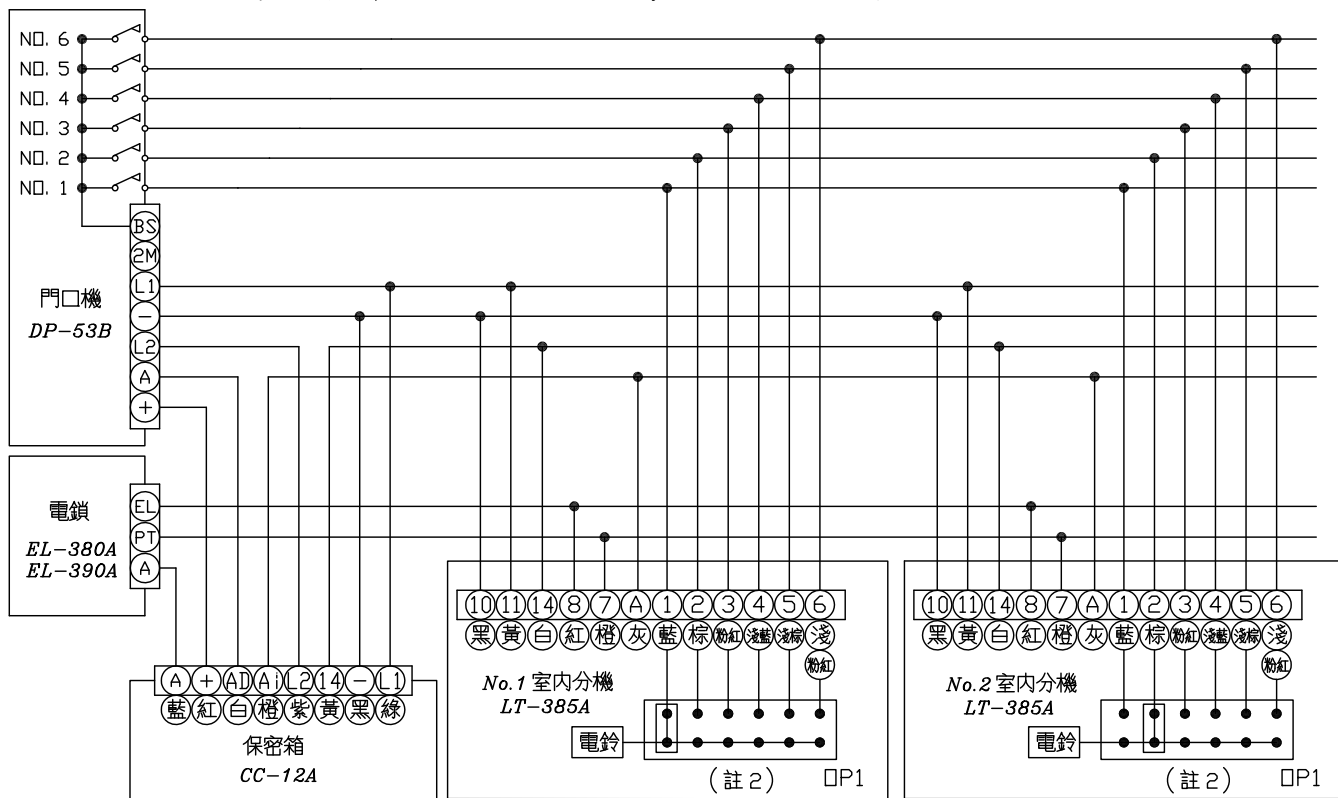 NO. 6
NO. 5
NO. 4
NO. 3
NO. 2
NO. 1
BS
2M
L1
-
L2
A
+
門口機
DP-53B
電鎖
EL-380A
EL-390A
EL
PT
A
A + AD Ai L2 14 - L1
藍 紅 白 橙 紫 黃 黑 綠
保密箱
CC-12A
10 11 14 8 7 A 1 2 3 4 5 6
黑 黃 白 紅 橙 灰 藍 棕 粉紅 淺藍 淺棕 淺
粉紅
No.1 室內分機
LT-385A
電鈴
(註2) OP1
10 11 14 8 7 A 1 2 3 4 5 6
黑 黃 白 紅 橙 灰 藍 棕 粉紅 淺藍 淺棕 淺
粉紅
No.2 室內分機
LT-385A
電鈴
(註2) OP1